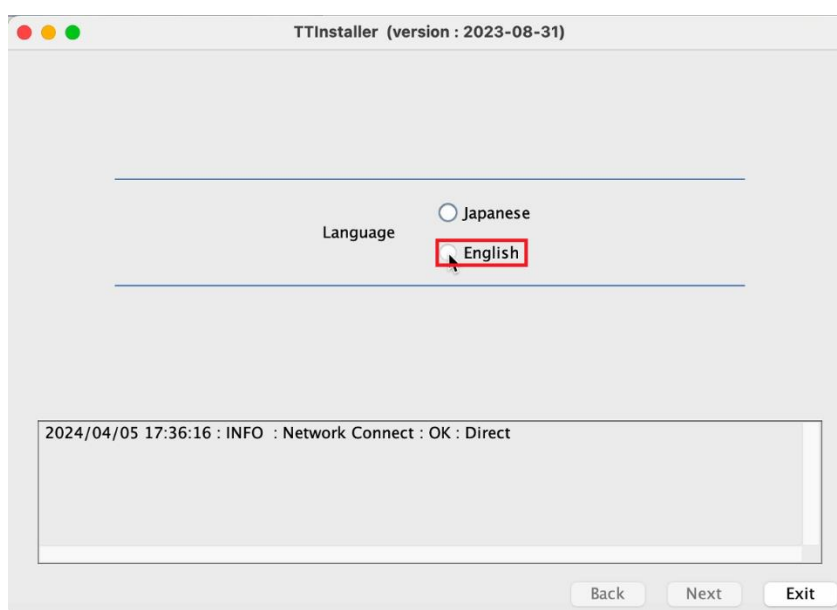 TTInstaller (version : 2023-08-31)
Japanese
Language
English
2024/04/05 17:36:16 : INFO : Network Connect : OK : Direct
Back Next Exit